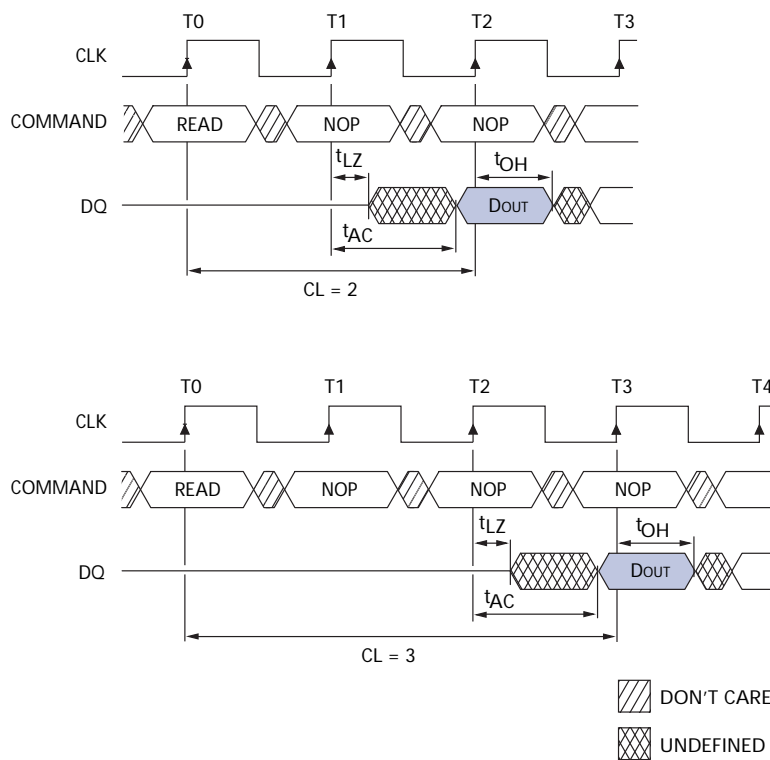 T0 T1 T2 T3
CLK
COMMAND READ NOP NOP
tLZ tOH
DQ DOUT
tAC
CL = 2
T0 T1 T2 T3 T4
CLK
COMMAND READ NOP NOP NOP
tLZ tOH
DQ DOUT
tAC
CL = 3
DON'T CARE
UNDEFINED